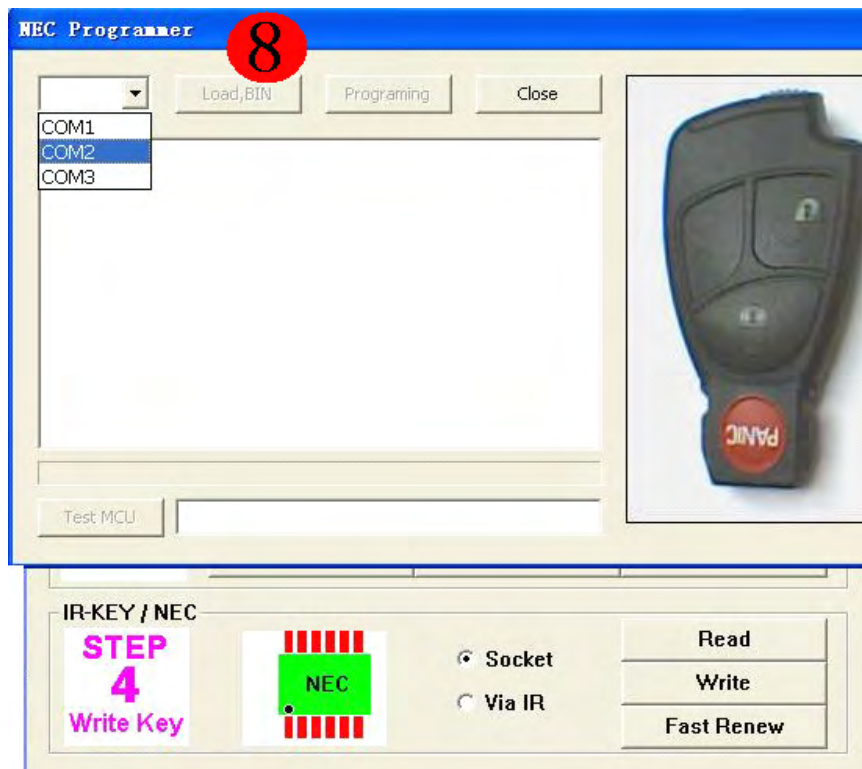 NEC Programmer
8
Load,BIN
Programing
Close
COM1
COM2
COM3
PANIC
Test MCU
IR-KEY / NEC
STEP
4
Write Key
NEC
Socket
Via IR
Read
Write
Fast Renew